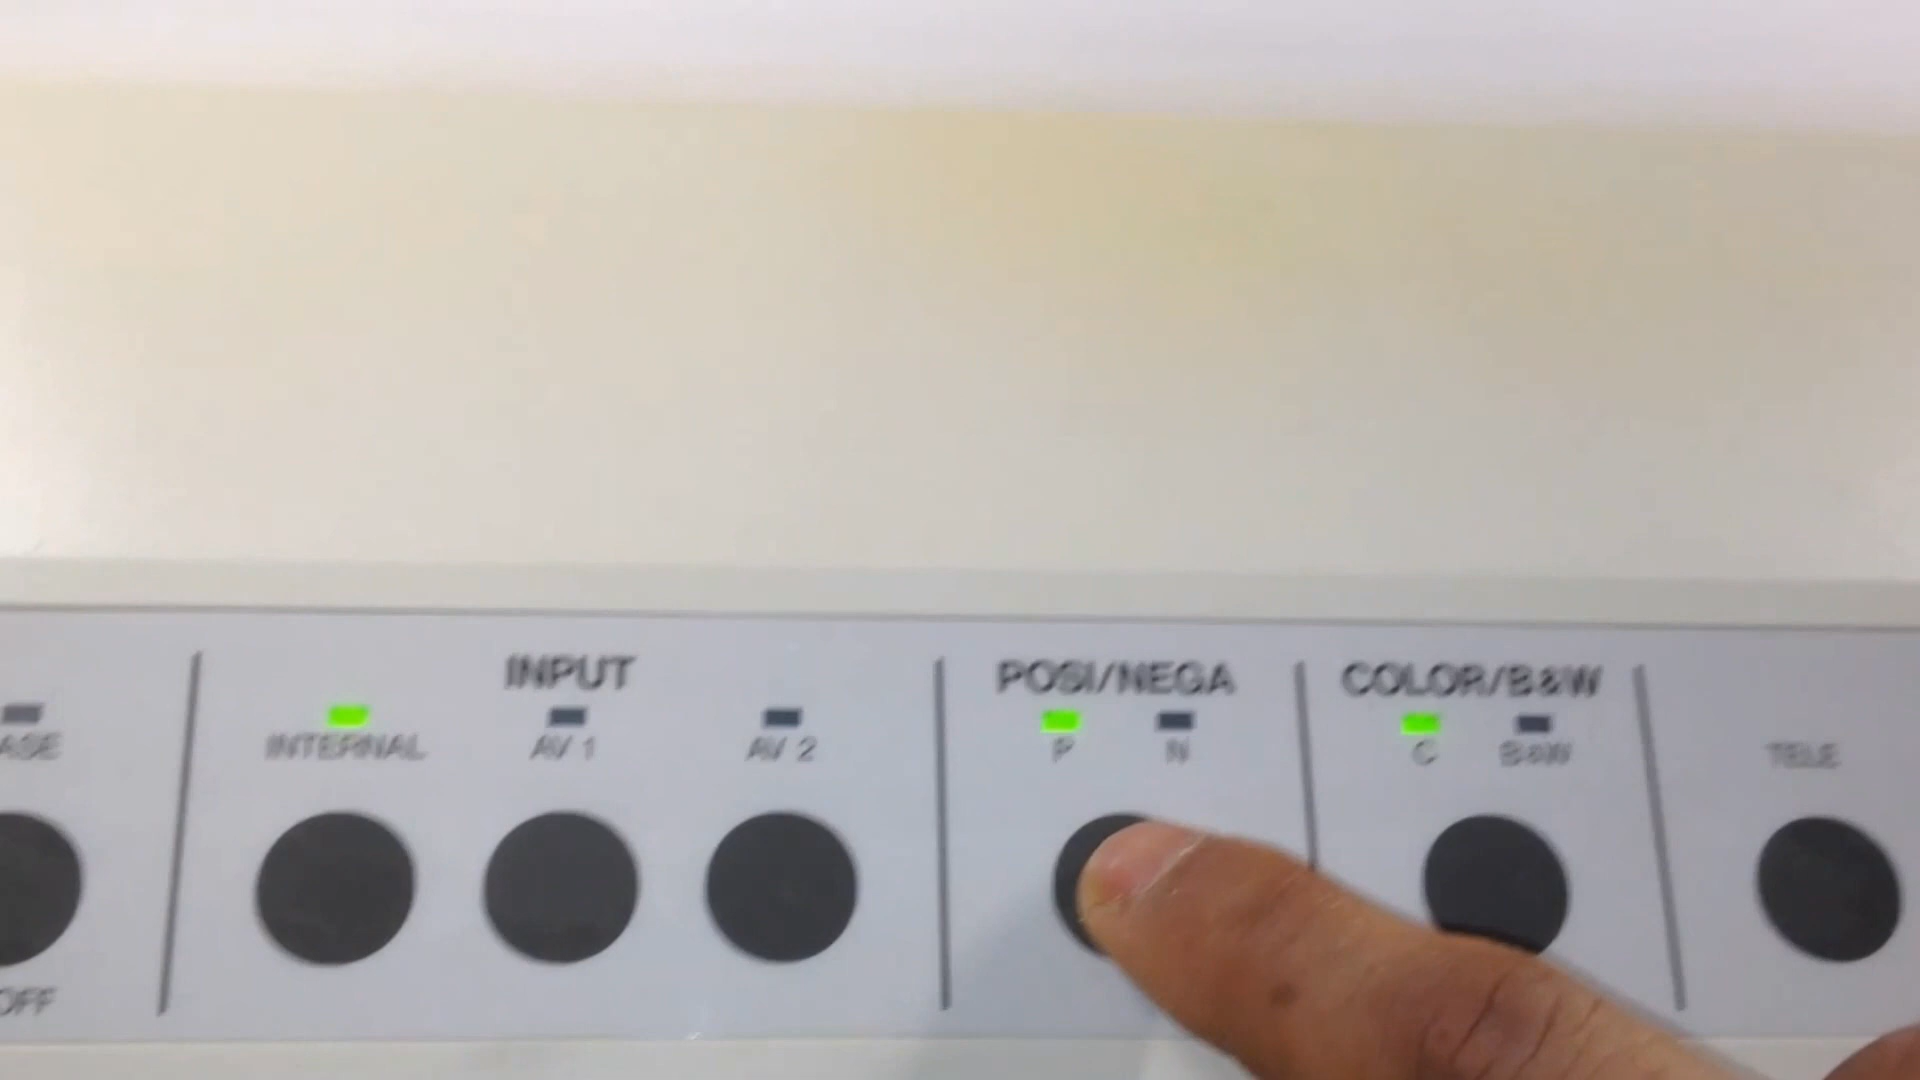 INPUT
POSI/NEGA
COLOR/B&W
ASE
INTERNAL
AV 1
AV 2
P
N
C
B&W
TELE
OFF